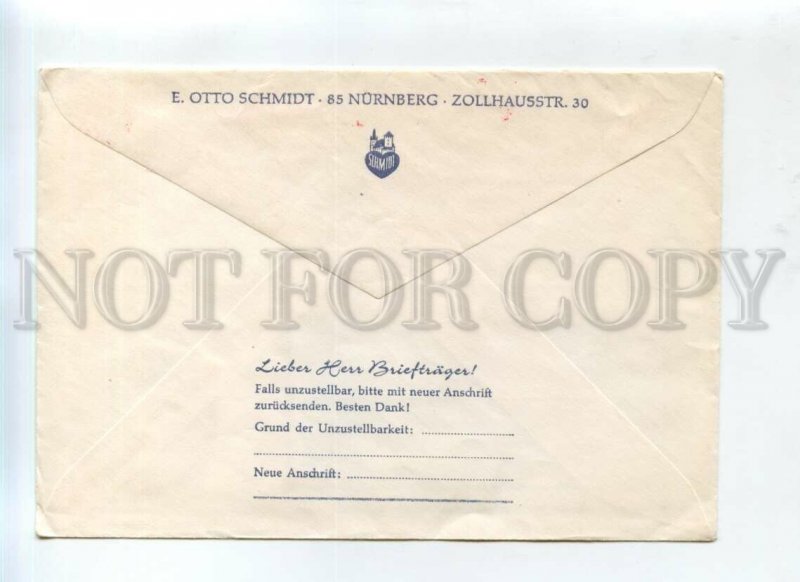 E. OTTO SCHMIDT · 85 NÜRNBERG · ZOLLHAUSSTR. 30
SCHMIDT
NOT FOR COPY
Lieber Herr Briefträger!
Falls unzustellbar, bitte mit neuer Anschrift
zurücksenden. Besten Dank!
Grund der Unzustellbarkeit:
Neue Anschrift: